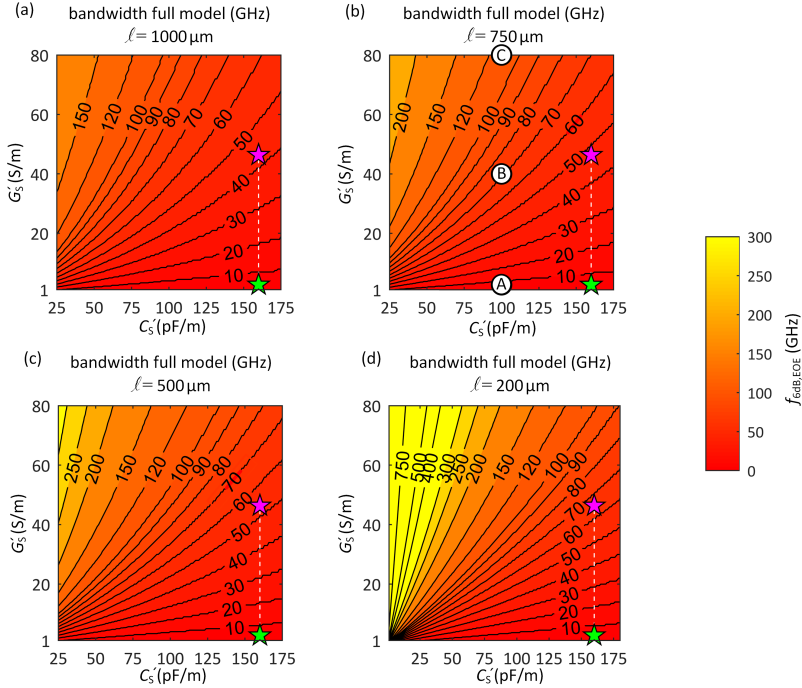 (a) bandwidth full model (GHz)
ℓ = 1000 µm
80
60
40
20
1
G′S (S/m)
150 120 100 90 80 70 60 50 40 30 20 10
25 50 75 100 125 150 175
C′S (pF/m)
(b) bandwidth full model (GHz)
ℓ = 750 µm
80
60
40
20
1
G′S (S/m)
200 150 120 100 90 80 70 60 50 40 30 20 10
C
B
A
25 50 75 100 125 150 175
C′S (pF/m)
300
250
200
150
100
50
0
f6dB,EOE (GHz)
(c) bandwidth full model (GHz)
ℓ = 500 µm
80
60
40
20
1
G′S (S/m)
250 200 150 120 100 90 80 70 60 50 40 30 20 10
25 50 75 100 125 150 175
C′S (pF/m)
(d) bandwidth full model (GHz)
ℓ = 200 µm
80
60
40
20
1
G′S (S/m)
750 500 400 300 250 200 150 120 100 90 80 70 60 50 40 30 20 10
25 50 75 100 125 150 175
C′S (pF/m)